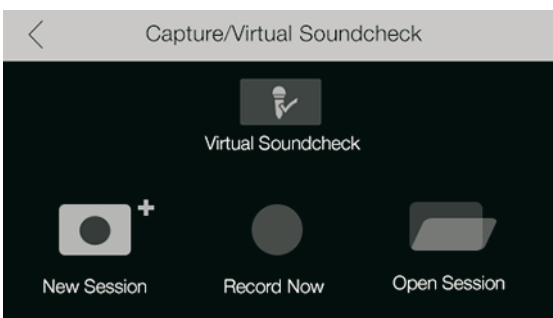 Capture/Virtual Soundcheck
Virtual Soundcheck
New Session
Record Now
Open Session